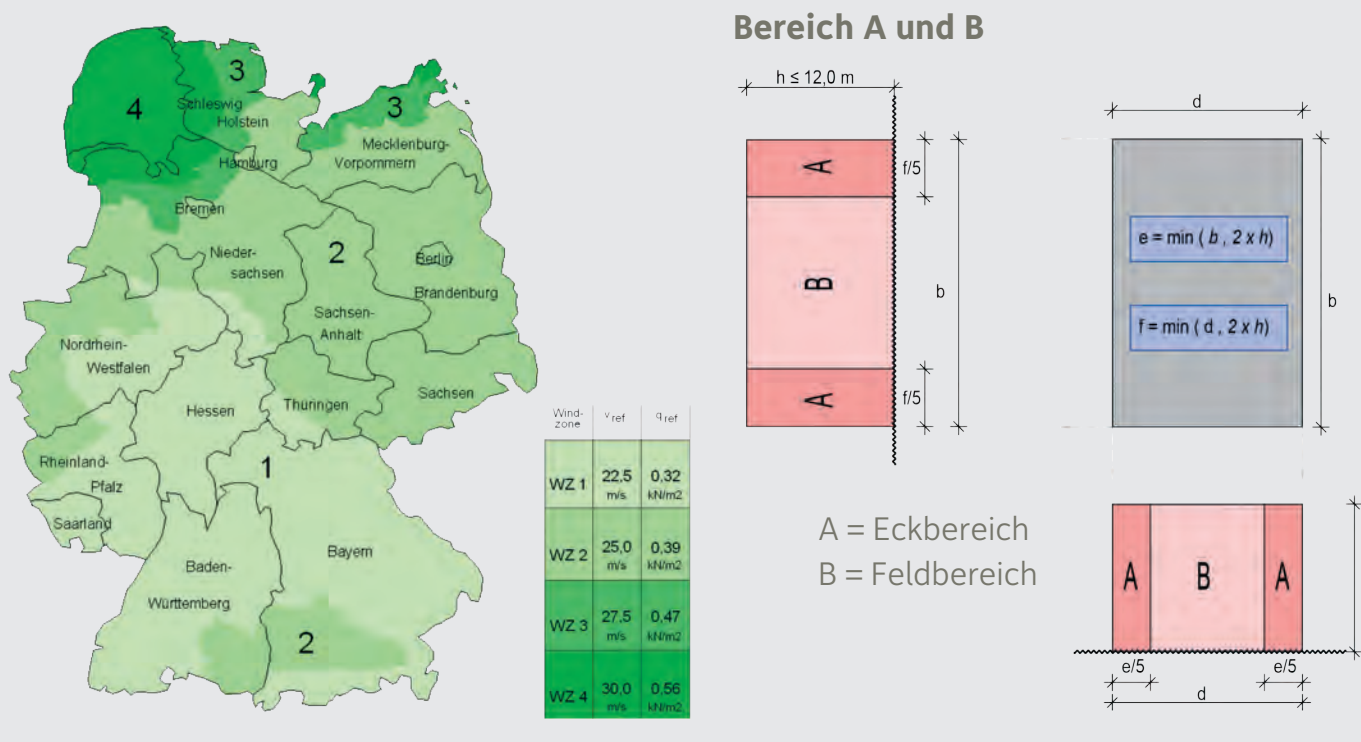 4
3
Schleswig
Holstein
3
Mecklenburg-
Vorpommern
Hamburg
Bremen
Nieder-
sachsen
2
Berlin
Brandenburg
Sachsen-
Anhalt
Nordrhein-
Westfalen
Hessen
Thüringen
Sachsen
Rheinland-
Pfalz
1
Saarland
Bayern
Baden-
Württemberg
2
Wind-
zone
v ref
q ref
WZ 1
22,5
m/s
0,32
kN/m2
WZ 2
25,0
m/s
0,39
kN/m2
WZ 3
27,5
m/s
0,47
kN/m2
WZ 4
30,0
m/s
0,56
kN/m2
Bereich A und B
h ≤ 12,0 m
A
f/5
B
b
A
f/5
d
e = min ( b , 2 x h)
f = min ( d , 2 x h)
b
A = Eckbereich
B = Feldbereich
A
B
A
e/5
e/5
d